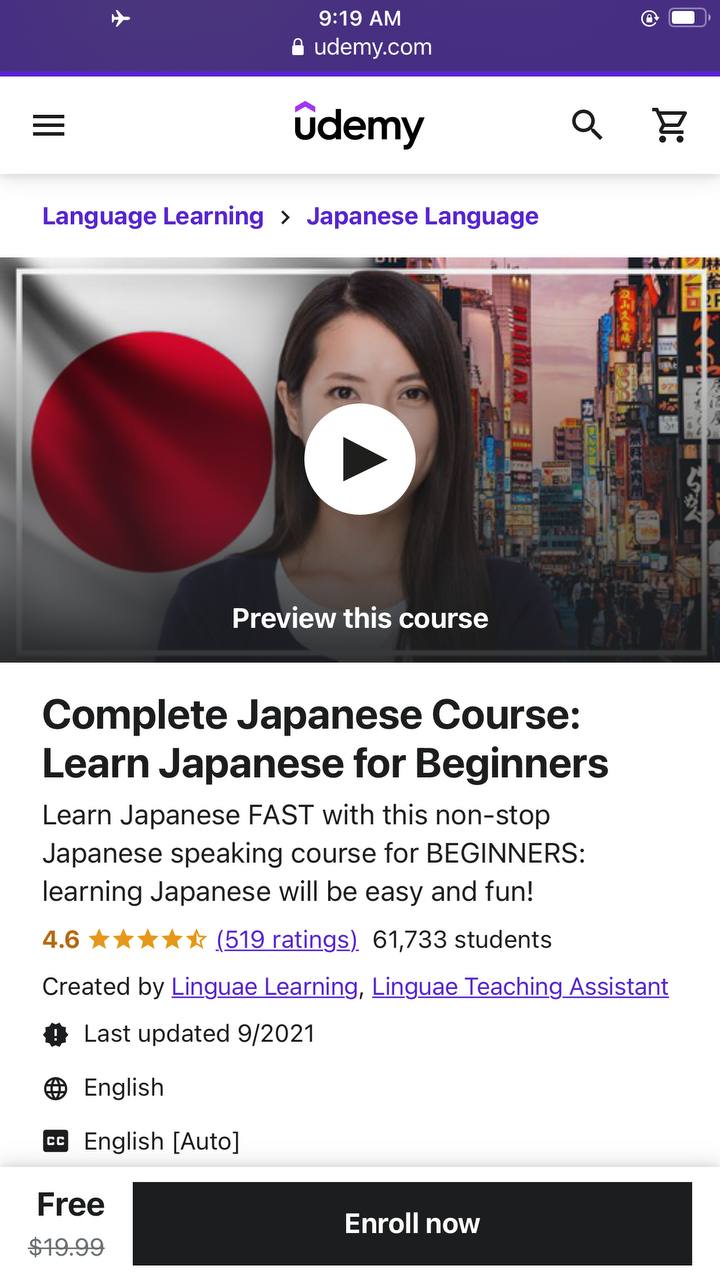 9:19 AM
udemy.com
udemy
Language Learning > Japanese Language
HUMAX
Preview this course
Complete Japanese Course:
Learn Japanese for Beginners
Learn Japanese FAST with this non-stop
Japanese speaking course for BEGINNERS:
learning Japanese will be easy and fun!
4.6 (519 ratings) 61,733 students
Created by Linguae Learning, Linguae Teaching Assistant
Last updated 9/2021
English
CC English [Auto]
Free
Enroll now
$19.99